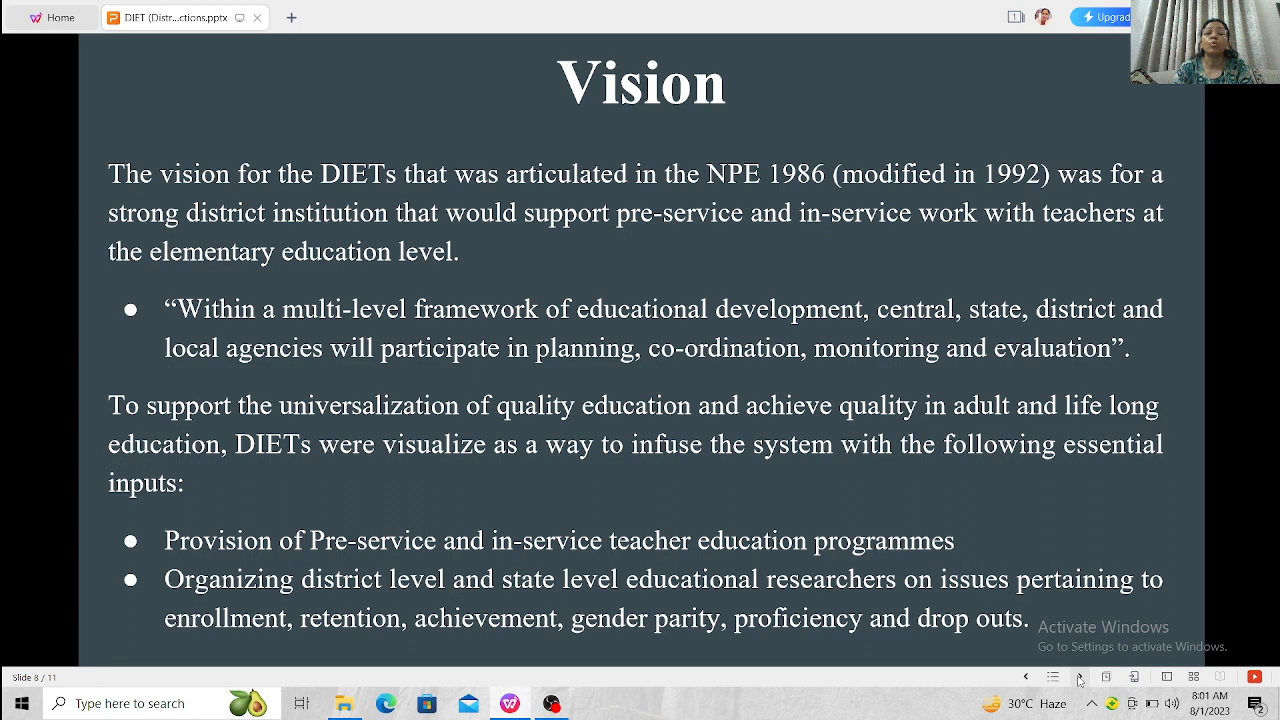 Home
DIET (Distr...ctions.pptx
1
Upgrad
Vision
The vision for the DIETs that was articulated in the NPE 1986 (modified in 1992) was for a
strong district institution that would support pre-service and in-service work with teachers at
the elementary education level.
● “Within a multi-level framework of educational development, central, state, district and
local agencies will participate in planning, co-ordination, monitoring and evaluation”.
To support the universalization of quality education and achieve quality in adult and life long
education, DIETs were visualize as a way to infuse the system with the following essential
inputs:
● Provision of Pre-service and in-service teacher education programmes
● Organizing district level and state level educational researchers on issues pertaining to
enrollment, retention, achievement, gender parity, proficiency and drop outs.
Activate Windows
Go to Settings to activate Windows.
Slide 8 / 11
Type here to search
30°C Haze
8:01 AM
8/1/2023
2